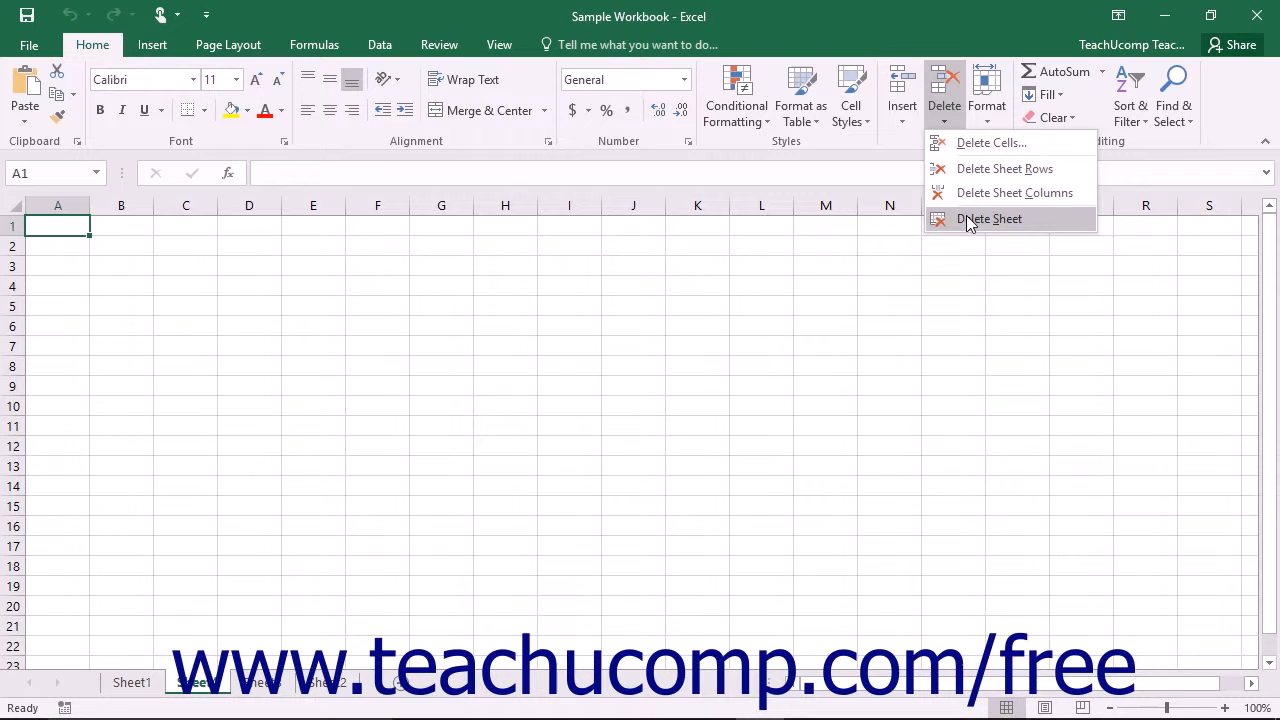 Sample Workbook - Excel
File Home Insert Page Layout Formulas Data Review View Tell me what you want to do... TeachUcomp Teac... Share
Paste
Clipboard
Calibri 11
B I U A
Font
Wrap Text
Merge & Center
Alignment
General
$ % ,
Number
Conditional Formatting
Format as Table
Cell Styles
Styles
Insert
Delete
Format
AutoSum
Fill
Clear
Sort & Filter
Find & Select
Delete Cells...
Delete Sheet Rows
Delete Sheet Columns
Delete Sheet
A1 fx
A B C D E F G H I J K L M N R S
1
2
3
4
5
6
7
8
9
10
11
12
13
14
15
16
17
18
19
20
21
22
23
www.teachucomp.com/free
Sheet1
Ready 100%